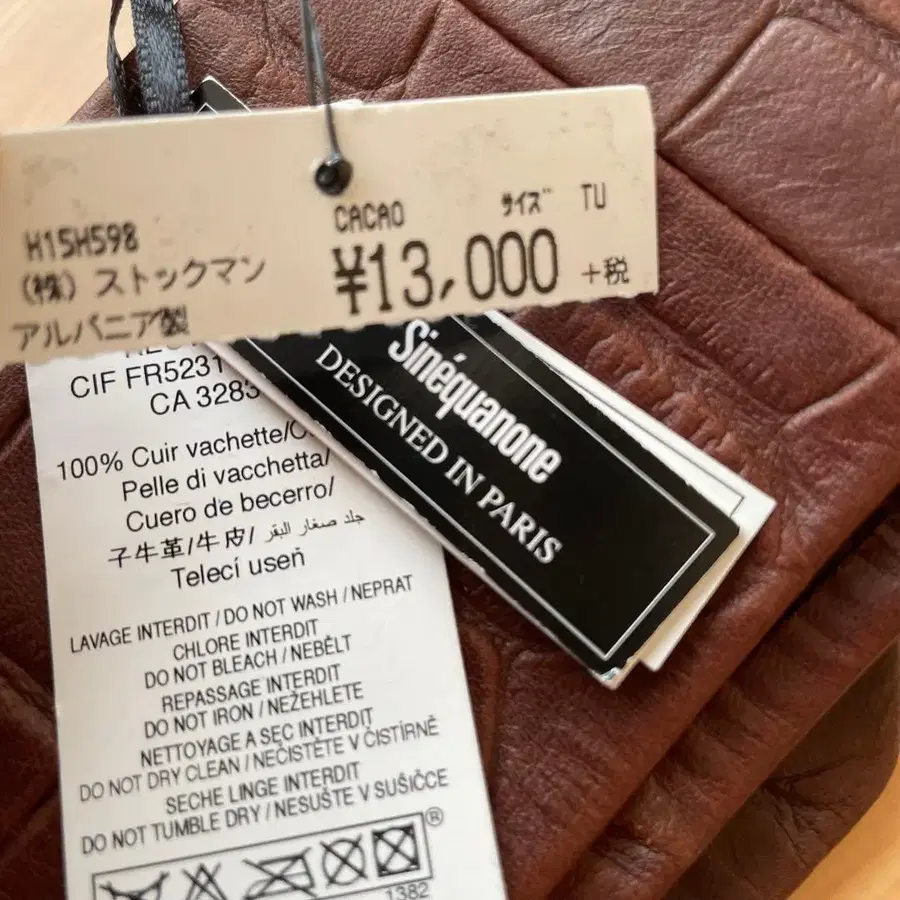 CACAO サイズ TU
H15H598
¥13,000 +税
(株)ストックマン
アルバニア製
Sinéquanone
DESIGNED IN PARIS
CIF FR5231
CA 3283
100% Cuir vachette/
Pelle di vacchetta/
Cuero de becerro/
子牛革/牛皮/ جلد صغار البقر/
Telecí useň
LAVAGE INTERDIT / DO NOT WASH / NEPRAT
CHLORE INTERDIT
DO NOT BLEACH / NEBĚLT
REPASSAGE INTERDIT
DO NOT IRON / NEŽEHLETE
NETTOYAGE A SEC INTERDIT
DO NOT DRY CLEAN / NEČISTĚTE V ČISTÍRNĚ
SECHE LINGE INTERDIT
DO NOT TUMBLE DRY / NESUŠTE V SUŠIČCE
®
1382